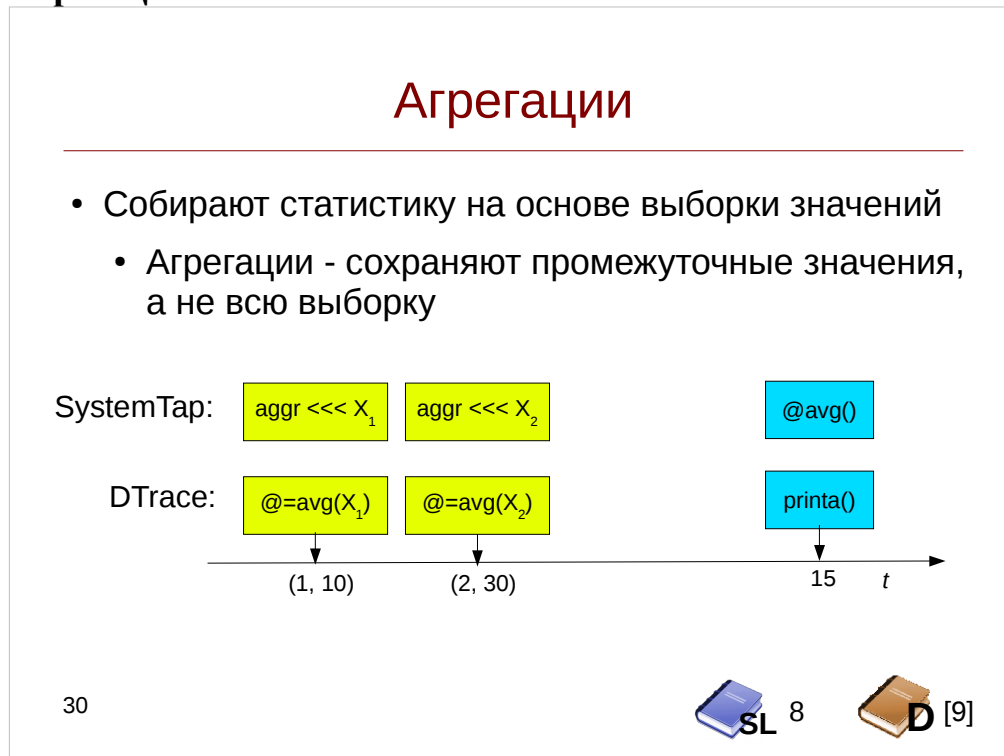 Агрегации
• Собирают статистику на основе выборки значений
• Агрегации - сохраняют промежуточные значения,
а не всю выборку
SystemTap: aggr <<< X1 aggr <<< X2 @avg()
DTrace: @=avg(X1) @=avg(X2) printa()
(1, 10) (2, 30) 15 t
30 SL 8 D [9]